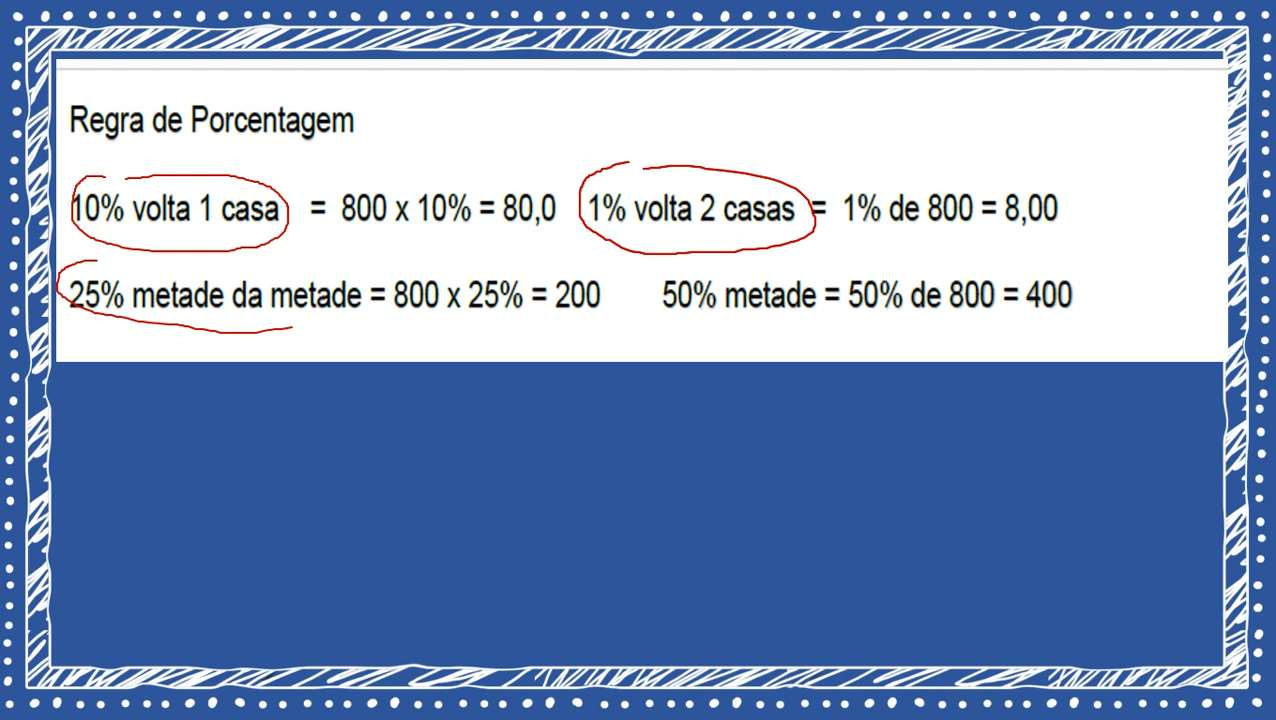 Regra de Porcentagem
10% volta 1 casa = 800 x 10% = 80,0 1% volta 2 casas = 1% de 800 = 8,00
25% metade da metade = 800 x 25% = 200 50% metade = 50% de 800 = 400